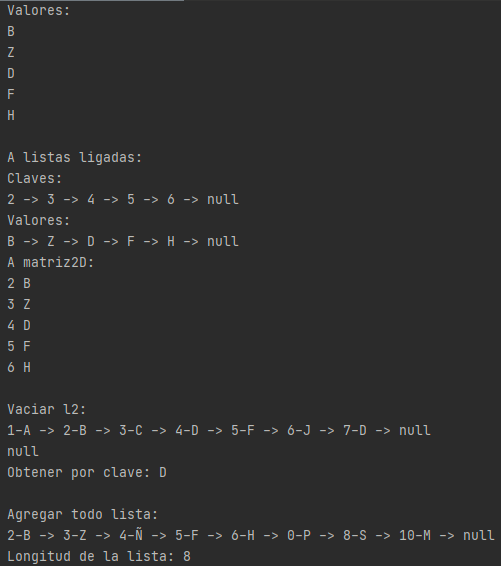 Valores:
B
Z
D
F
H

A listas ligadas:
Claves:
2 -> 3 -> 4 -> 5 -> 6 -> null
Valores:
B -> Z -> D -> F -> H -> null
A matriz2D:
2 B
3 Z
4 D
5 F
6 H

Vaciar l2:
1-A -> 2-B -> 3-C -> 4-D -> 5-F -> 6-J -> 7-D -> null
null
Obtener por clave: D

Agregar todo lista:
2-B -> 3-Z -> 4-Ñ -> 5-F -> 6-H -> 0-P -> 8-S -> 10-M -> null
Longitud de la lista: 8